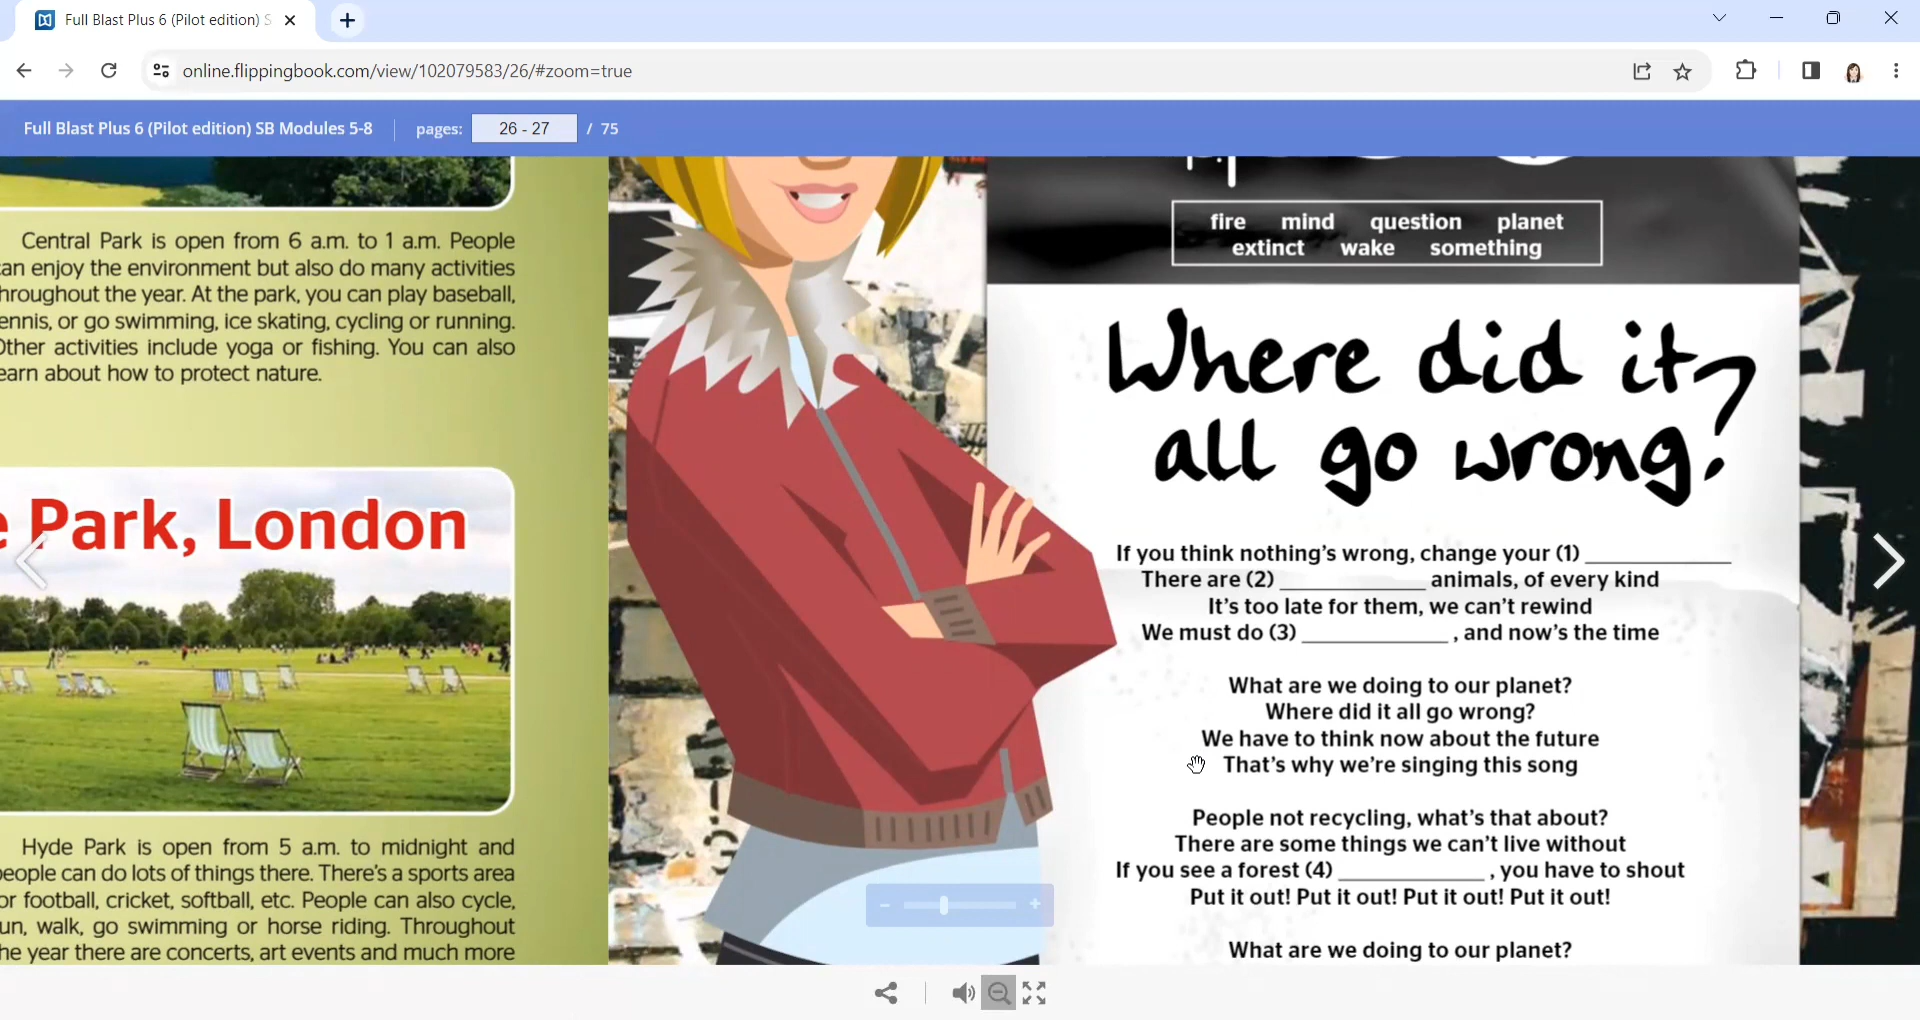 Full Blast Plus 6 (Pilot edition) S
online.flippingbook.com/view/102079583/26/#zoom=true
Full Blast Plus 6 (Pilot edition) SB Modules 5-8
pages: 26 - 27 / 75
Central Park is open from 6 a.m. to 1 a.m. People
an enjoy the environment but also do many activities
hroughout the year. At the park, you can play baseball,
ennis, or go swimming, ice skating, cycling or running.
Other activities include yoga or fishing. You can also
earn about how to protect nature.
e Park, London
Hyde Park is open from 5 a.m. to midnight and
people can do lots of things there. There's a sports area
or football, cricket, softball, etc. People can also cycle,
un, walk, go swimming or horse riding. Throughout
he year there are concerts, art events and much more
fire mind question planet
extinct wake something
Where did it
all go wrong?
If you think nothing's wrong, change your (1) ____________
There are (2) ____________ animals, of every kind
It's too late for them, we can't rewind
We must do (3) ____________ , and now's the time
What are we doing to our planet?
Where did it all go wrong?
We have to think now about the future
That's why we're singing this song
People not recycling, what's that about?
There are some things we can't live without
If you see a forest (4) ____________ , you have to shout
Put it out! Put it out! Put it out! Put it out!
What are we doing to our planet?